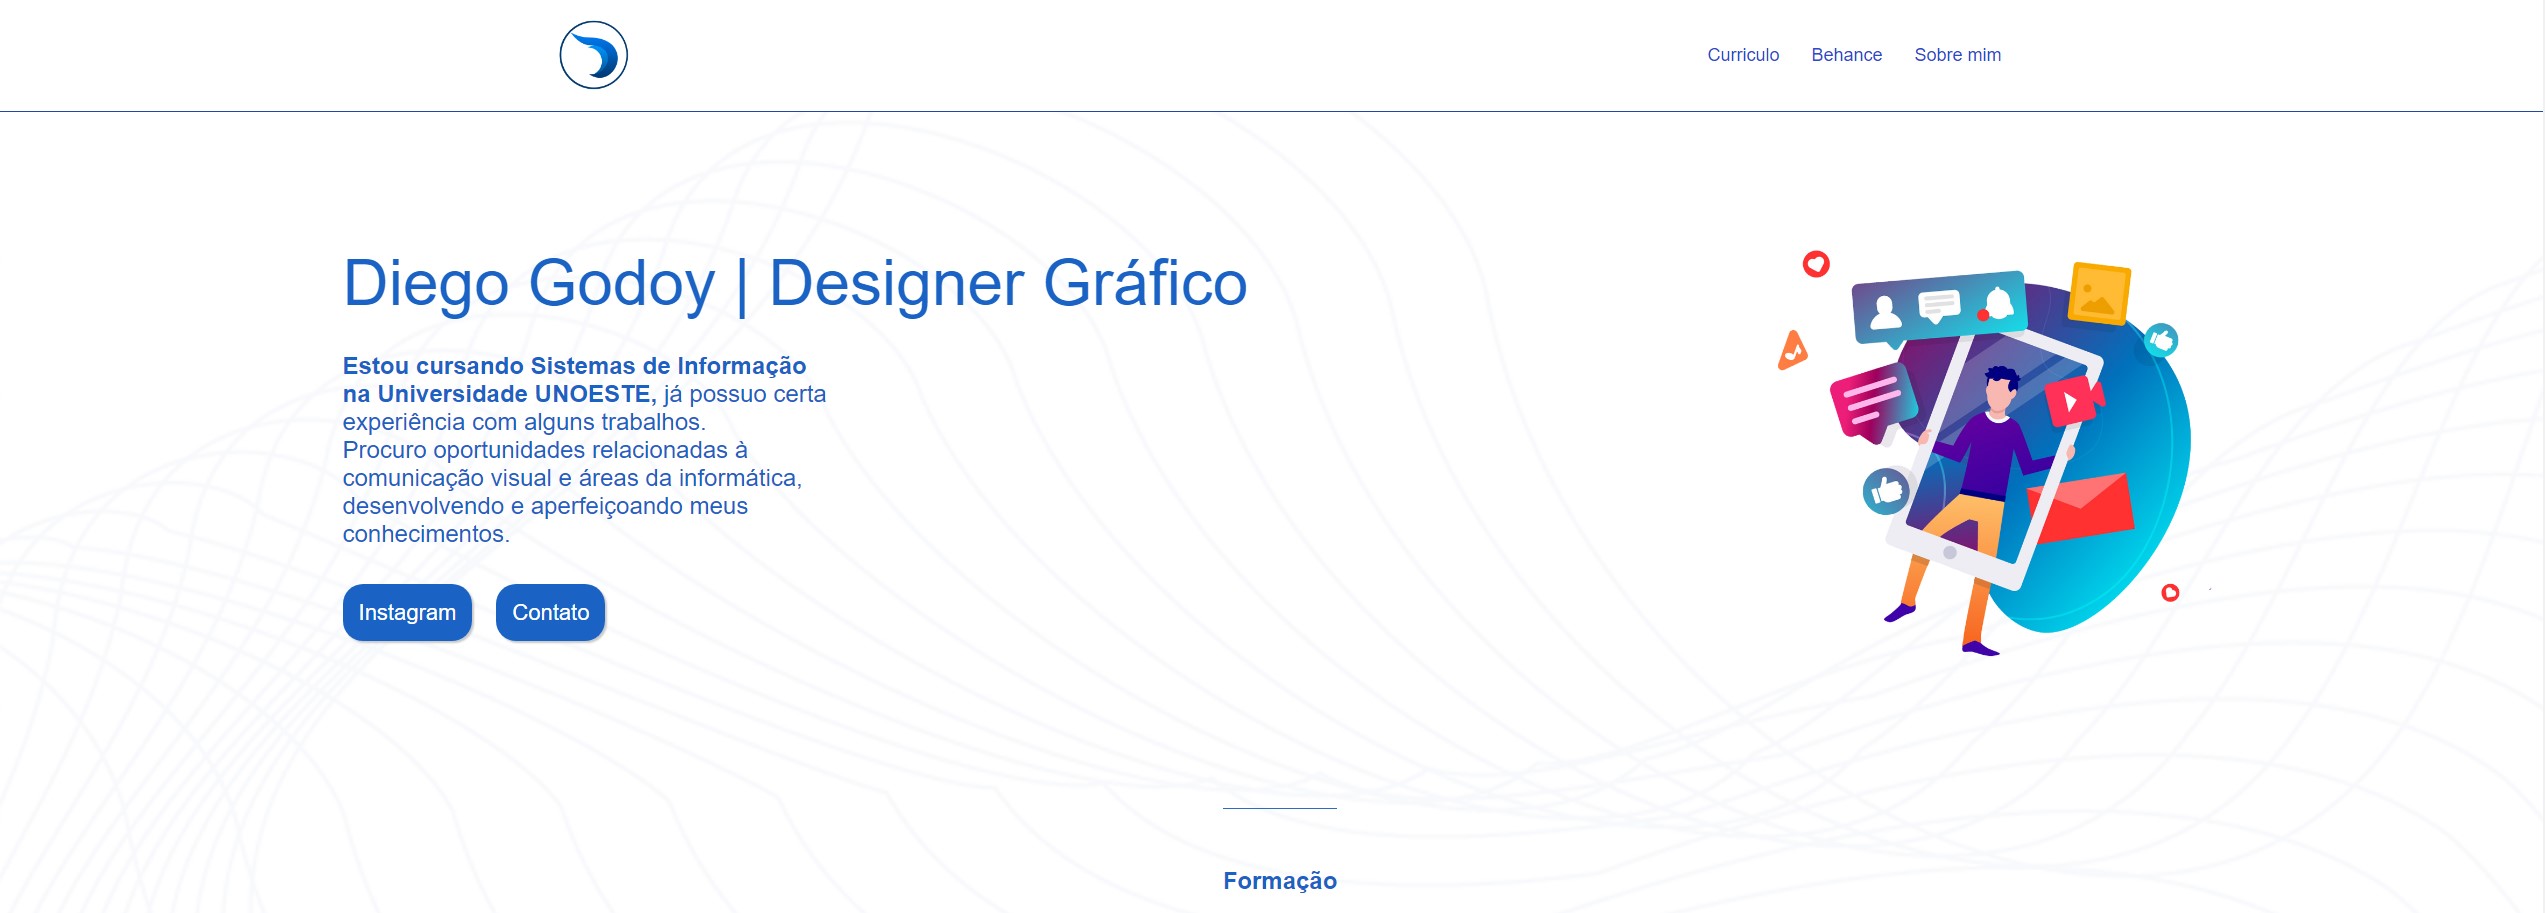 Curriculo Behance Sobre mim
Diego Godoy | Designer Gráfico
Estou cursando Sistemas de Informação
na Universidade UNOESTE, já possuo certa
experiência com alguns trabalhos.
Procuro oportunidades relacionadas à
comunicação visual e áreas da informática,
desenvolvendo e aperfeiçoando meus
conhecimentos.
Instagram Contato
Formação